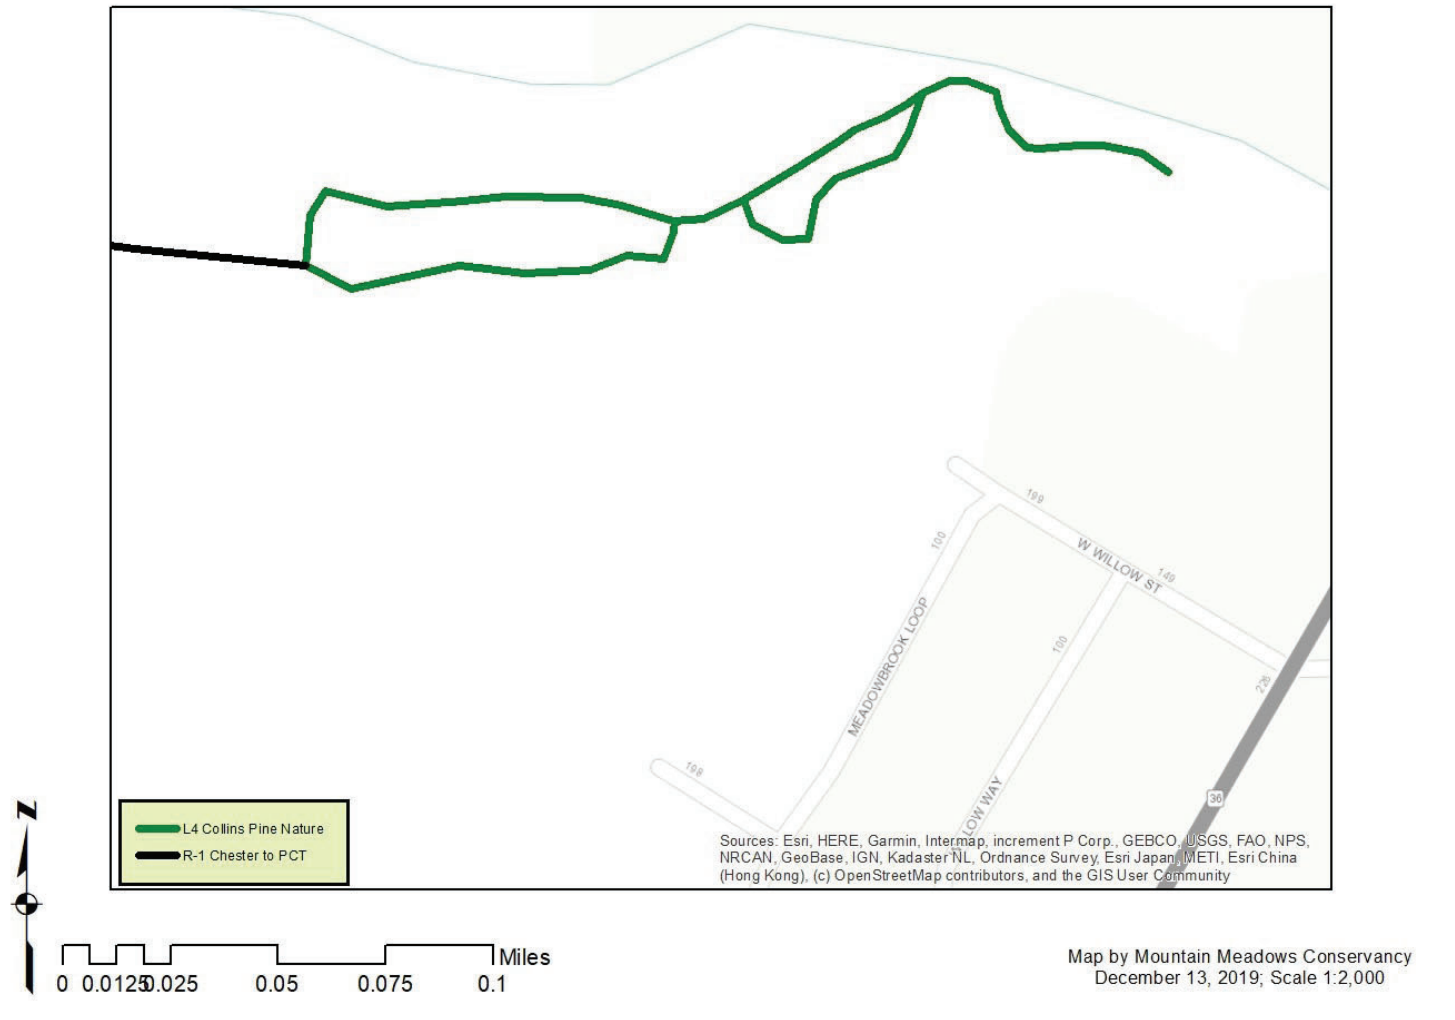 199
100
W WILLOW ST
149
MEADOWBROOK LOOP
100
226
198
36
LOW WAY
L4 Collins Pine Nature
R-1 Chester to PCT
Sources: Esri, HERE, Garmin, Intermap, increment P Corp., GEBCO, USGS, FAO, NPS,
NRCAN, GeoBase, IGN, Kadaster NL, Ordnance Survey, Esri Japan, METI, Esri China
(Hong Kong), (c) OpenStreetMap contributors, and the GIS User Community
N
Miles
0 0.0125 0.025 0.05 0.075 0.1
Map by Mountain Meadows Conservancy
December 13, 2019; Scale 1:2,000